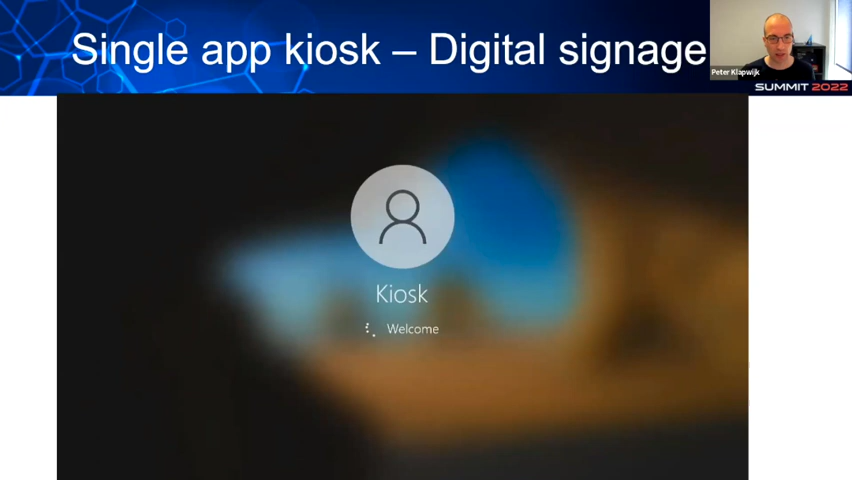 Single app kiosk – Digital signage
Peter Klapwijk
SUMMIT 2022
Kiosk
Welcome